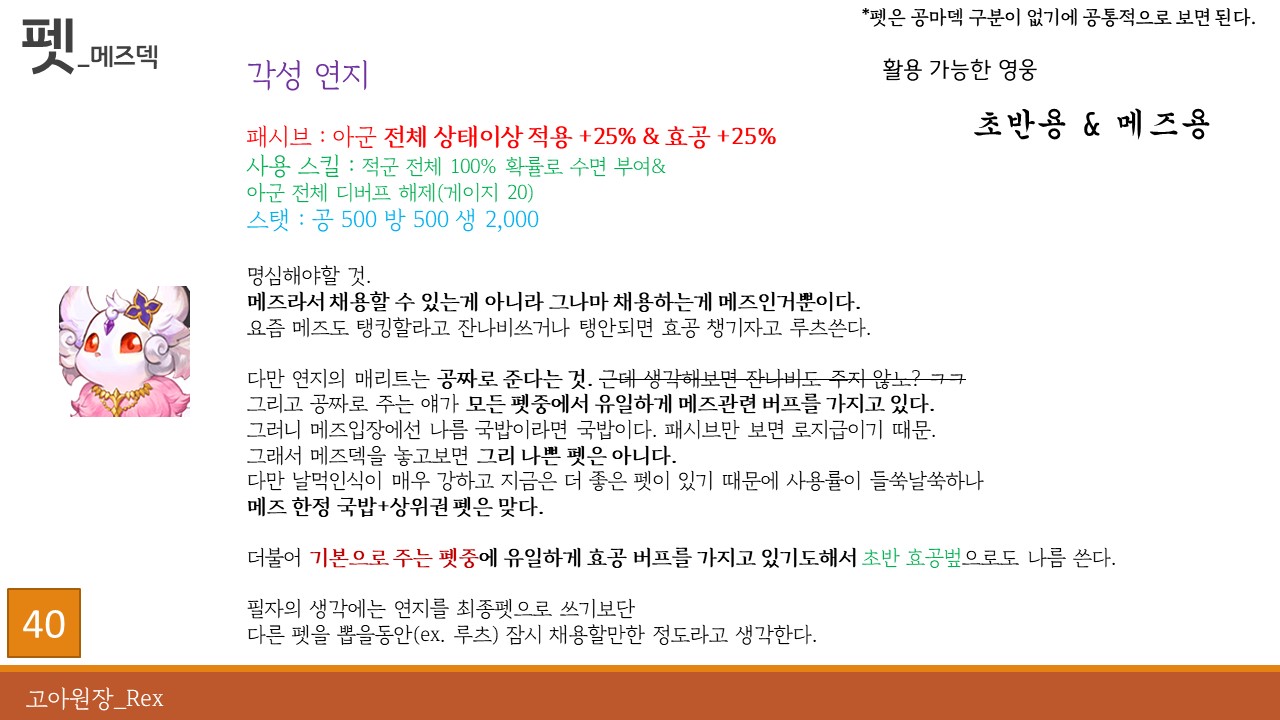 *펫은 공마덱 구분이 없기에 공통적으로 보면 된다.
펫_메즈덱
각성 연지
활용 가능한 영웅
초반용 & 메즈용
패시브 : 아군 전체 상태이상 적용 +25% & 효공 +25%
사용 스킬 : 적군 전체 100% 확률로 수면 부여&
아군 전체 디버프 해제(게이지 20)
스탯 : 공 500 방 500 생 2,000
명심해야할 것.
메즈라서 채용할 수 있는게 아니라 그나마 채용하는게 메즈인거뿐이다.
요즘 메즈도 탱킹할라고 잔나비쓰거나 탱안되면 효공 챙기자고 루츠쓴다.
다만 연지의 매리트는 공짜로 준다는 것. 근데 생각해보면 잔나비도 주지 않노? ㅋㅋ
그리고 공짜로 주는 얘가 모든 펫중에서 유일하게 메즈관련 버프를 가지고 있다.
그러니 메즈입장에선 나름 국밥이라면 국밥이다. 패시브만 보면 로지급이기 때문.
그래서 메즈덱을 놓고보면 그리 나쁜 펫은 아니다.
다만 날먹인식이 매우 강하고 지금은 더 좋은 펫이 있기 때문에 사용률이 들쑥날쑥하나
메즈 한정 국밥+상위권 펫은 맞다.
더불어 기본으로 주는 펫중에 유일하게 효공 버프를 가지고 있기도해서 초반 효공벞으로도 나름 쓴다.
필자의 생각에는 연지를 최종펫으로 쓰기보단
다른 펫을 뽑을동안(ex. 루츠) 잠시 채용할만한 정도라고 생각한다.
40
고아원장_Rex